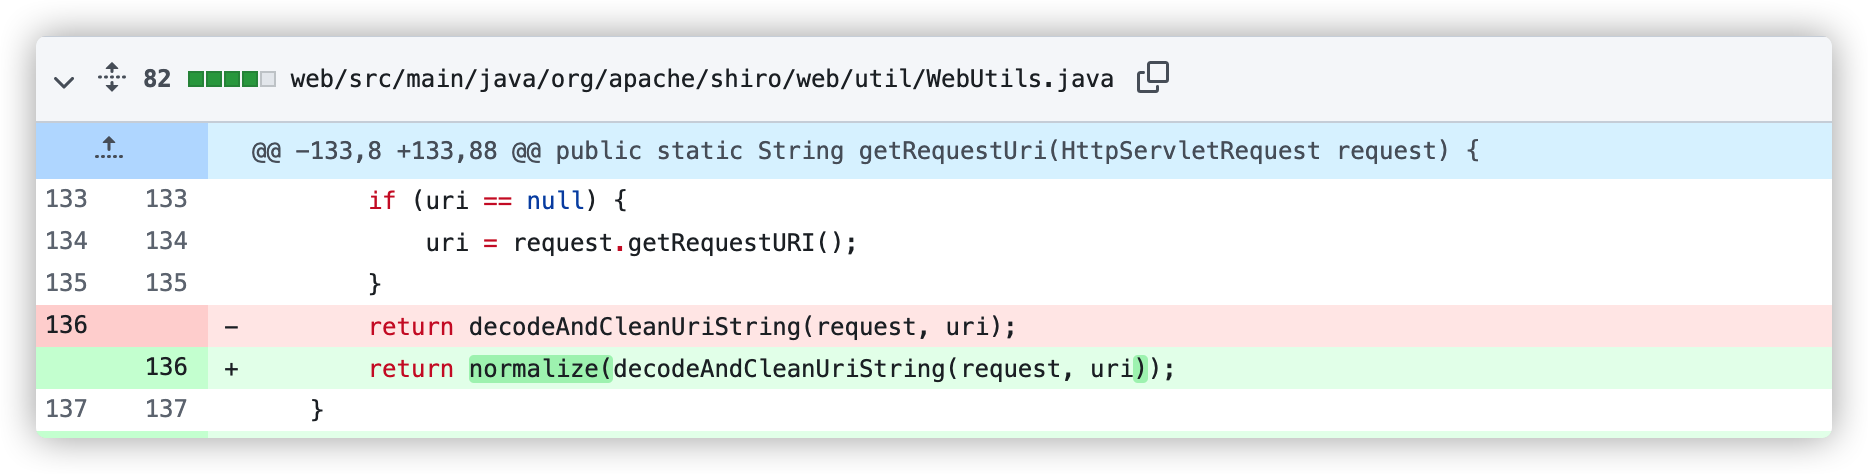 82 web/src/main/java/org/apache/shiro/web/util/WebUtils.java
@@ -133,8 +133,88 @@ public static String getRequestUri(HttpServletRequest request) {
133 133 if (uri == null) {
134 134 uri = request.getRequestURI();
135 135 }
136 - return decodeAndCleanUriString(request, uri);
136 + return normalize(decodeAndCleanUriString(request, uri));
137 137 }